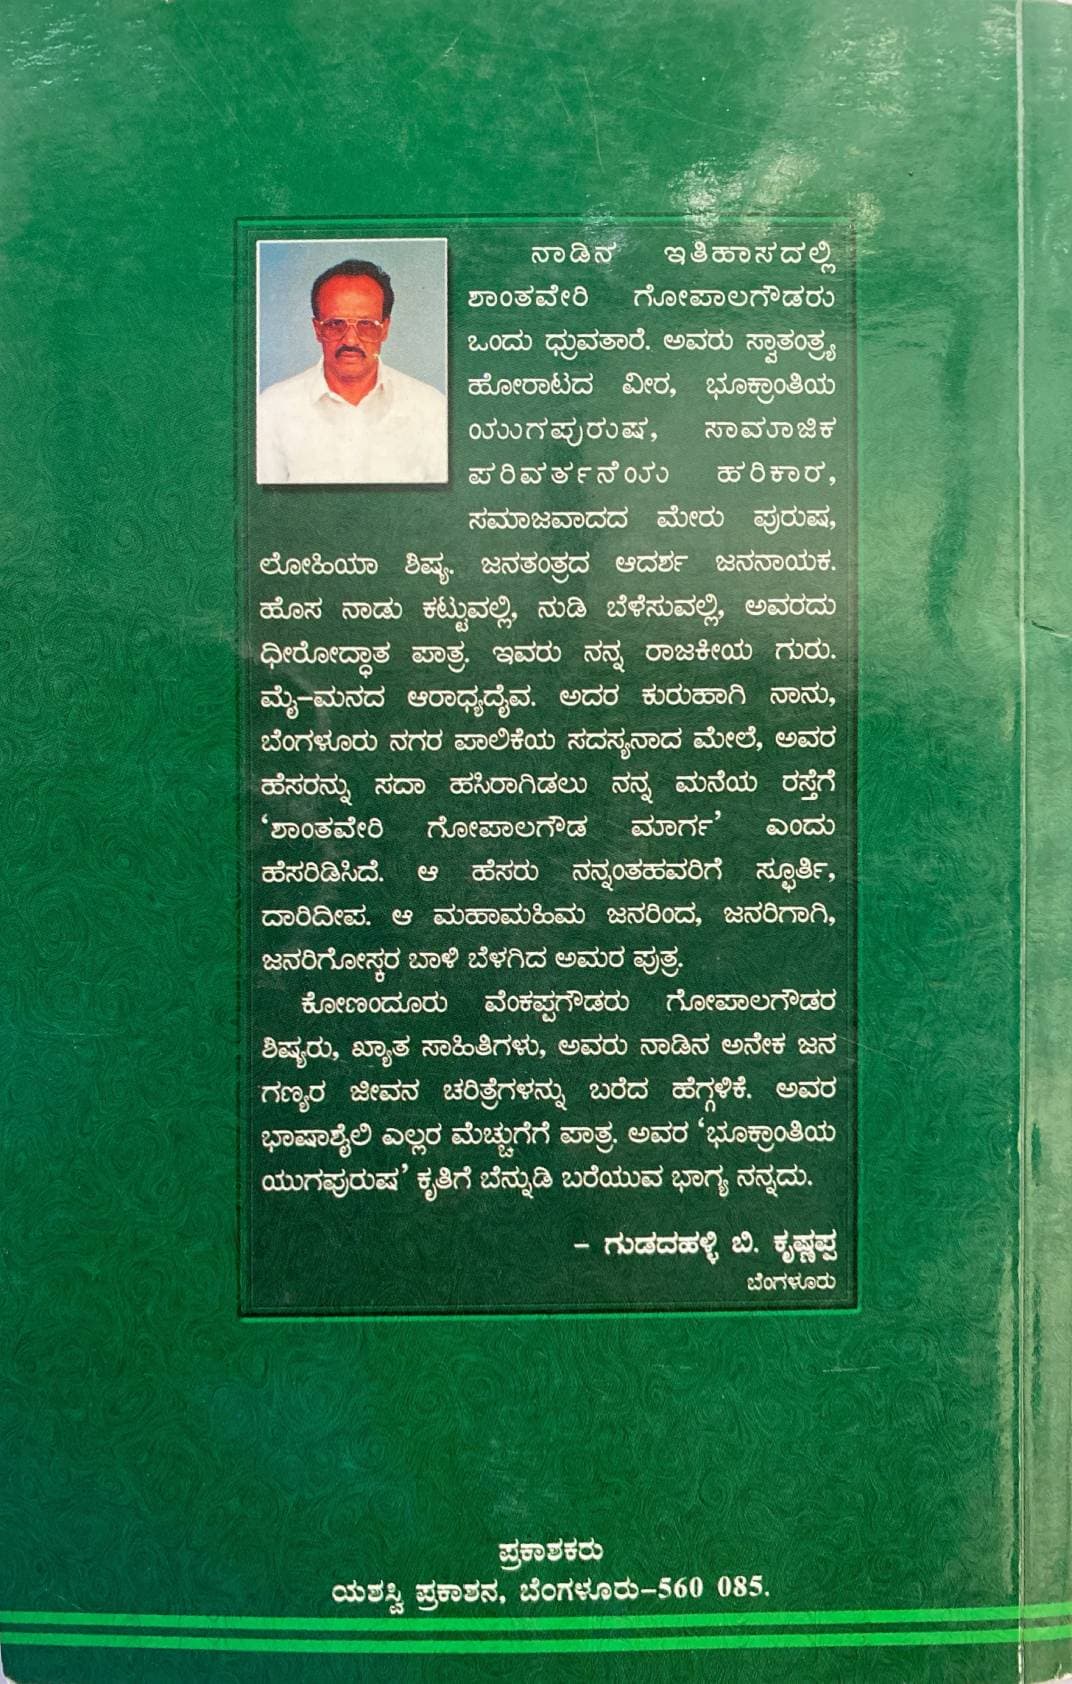 ನಾಡಿನ ಇತಿಹಾಸದಲ್ಲಿ
ಶಾಂತವೇರಿ ಗೋಪಾಲಗೌಡರು
ಒಂದು ಧ್ರುವತಾರೆ. ಅವರು ಸ್ವಾತಂತ್ರ್ಯ
ಹೋರಾಟದ ವೀರ, ಭೂಕ್ರಾಂತಿಯ
ಯುಗಪುರುಷ, ಸಾಮಾಜಿಕ
ಪರಿವರ್ತನೆಯ ಹರಿಕಾರ,
ಸಮಾಜವಾದದ ಮೇರು ಪುರುಷ,
ಲೋಹಿಯಾ ಶಿಷ್ಯ. ಜನತಂತ್ರದ ಆದರ್ಶ ಜನನಾಯಕ.
ಹೊಸ ನಾಡು ಕಟ್ಟುವಲ್ಲಿ, ನುಡಿ ಬೆಳೆಸುವಲ್ಲಿ, ಅವರದು
ಧೀರೋದ್ಧಾತ ಪಾತ್ರ. ಇವರು ನನ್ನ ರಾಜಕೀಯ ಗುರು.
ಮೈ-ಮನದ ಆರಾಧ್ಯದೈವ. ಅದರ ಕುರುಹಾಗಿ ನಾನು,
ಬೆಂಗಳೂರು ನಗರ ಪಾಲಿಕೆಯ ಸದಸ್ಯನಾದ ಮೇಲೆ, ಅವರ
ಹೆಸರನ್ನು ಸದಾ ಹಸಿರಾಗಿಡಲು ನನ್ನ ಮನೆಯ ರಸ್ತೆಗೆ
'ಶಾಂತವೇರಿ ಗೋಪಾಲಗೌಡ ಮಾರ್ಗ' ಎಂದು
ಹೆಸರಿಡಿಸಿದೆ. ಆ ಹೆಸರು ನನ್ನಂತಹವರಿಗೆ ಸ್ಫೂರ್ತಿ,
ದಾರಿದೀಪ. ಆ ಮಹಾಮಹಿಮ ಜನರಿಂದ, ಜನರಿಗಾಗಿ,
ಜನರಿಗೋಸ್ಕರ ಬಾಳಿ ಬೆಳಗಿದ ಅಮರ ಪುತ್ರ.
ಕೋಣಂದೂರು ವೆಂಕಪ್ಪಗೌಡರು ಗೋಪಾಲಗೌಡರ
ಶಿಷ್ಯರು, ಖ್ಯಾತ ಸಾಹಿತಿಗಳು, ಅವರು ನಾಡಿನ ಅನೇಕ ಜನ
ಗಣ್ಯರ ಜೀವನ ಚರಿತ್ರೆಗಳನ್ನು ಬರೆದ ಹೆಗ್ಗಳಿಕೆ. ಅವರ
ಭಾಷಾಶೈಲಿ ಎಲ್ಲರ ಮೆಚ್ಚುಗೆಗೆ ಪಾತ್ರ. ಅವರ 'ಭೂಕ್ರಾಂತಿಯ
ಯುಗಪುರುಷ' ಕೃತಿಗೆ ಬೆನ್ನುಡಿ ಬರೆಯುವ ಭಾಗ್ಯ ನನ್ನದು.
– ಗುಡದಹಳ್ಳಿ ಬಿ. ಕೃಷ್ಣಪ್ಪ
ಬೆಂಗಳೂರು
ಪ್ರಕಾಶಕರು
ಯಶಸ್ವಿ ಪ್ರಕಾಶನ, ಬೆಂಗಳೂರು-560 085.